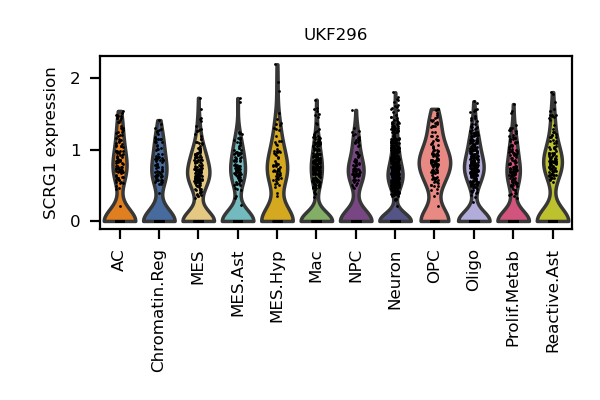 UKF296
SCRG1 expression
2
1
0
AC
Chromatin.Reg
MES
MES.Ast
MES.Hyp
Mac
NPC
Neuron
OPC
Oligo
Prolif.Metab
Reactive.Ast